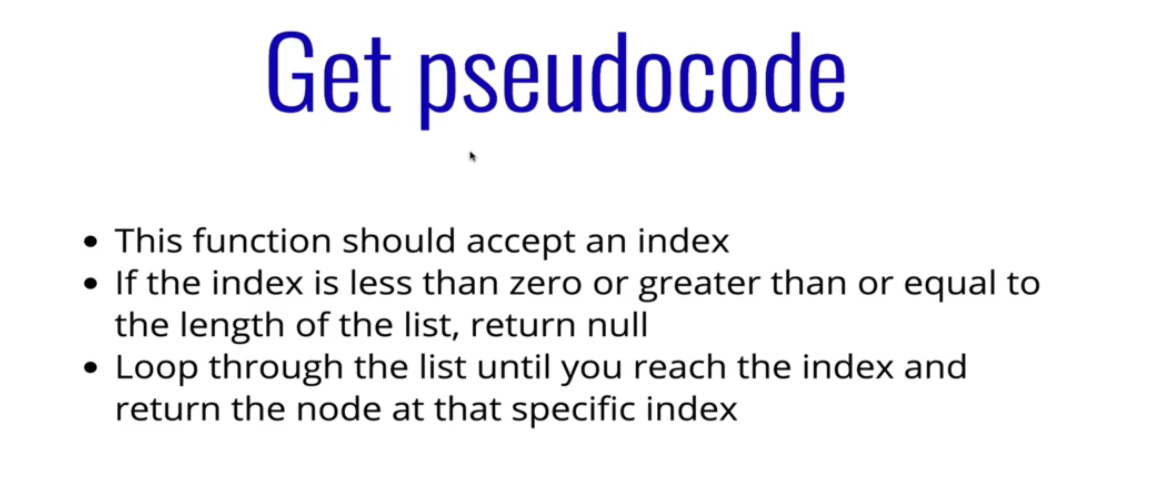 Get pseudocode
• This function should accept an index
• If the index is less than zero or greater than or equal to
the length of the list, return null
• Loop through the list until you reach the index and
return the node at that specific index